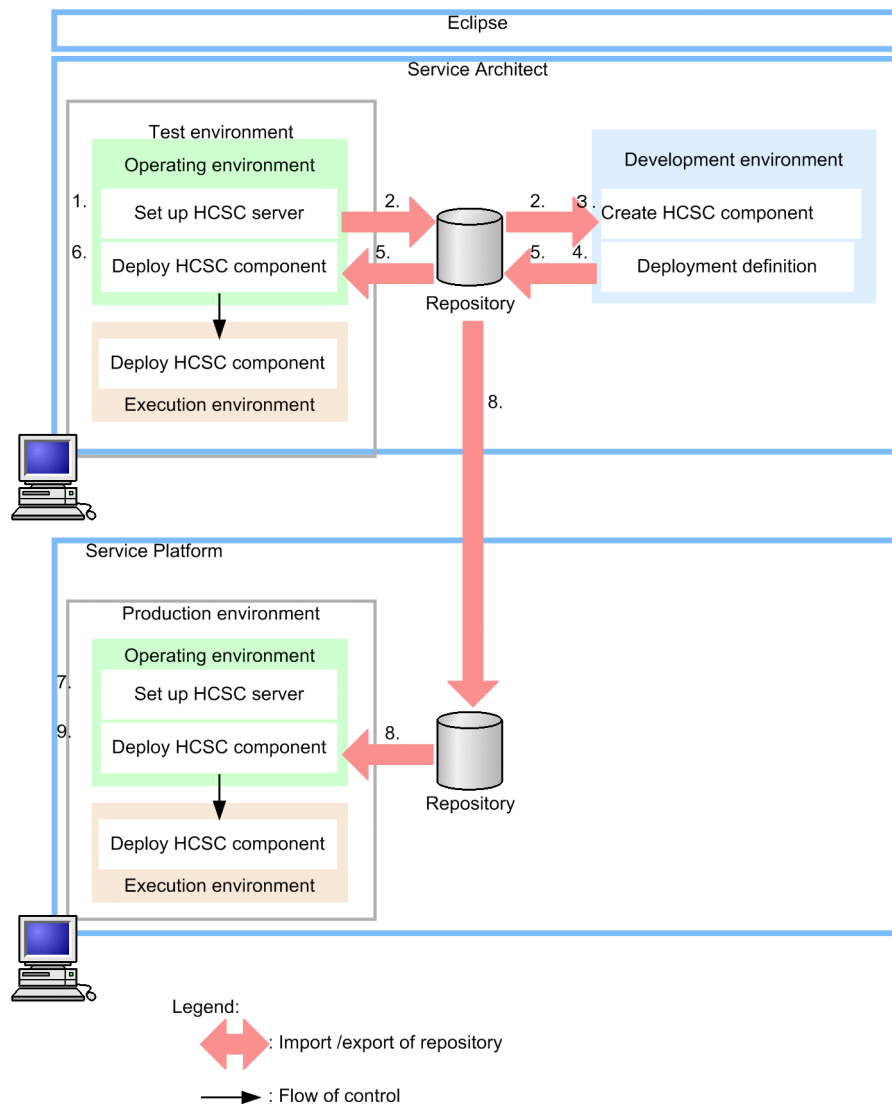 Eclipse
Service Architect
Test environment
Operating environment
Development environment
1.
Set up HCSC server
2.
2.
3.
Create HCSC component
6.
Deploy HCSC component
5.
5.
4.
Deployment definition
Repository
Deploy HCSC component
Execution environment
8.
Service Platform
Production environment
Operating environment
7.
Set up HCSC server
9.
Deploy HCSC component
8.
Repository
Deploy HCSC component
Execution environment
Legend:
: Import /export of repository
: Flow of control